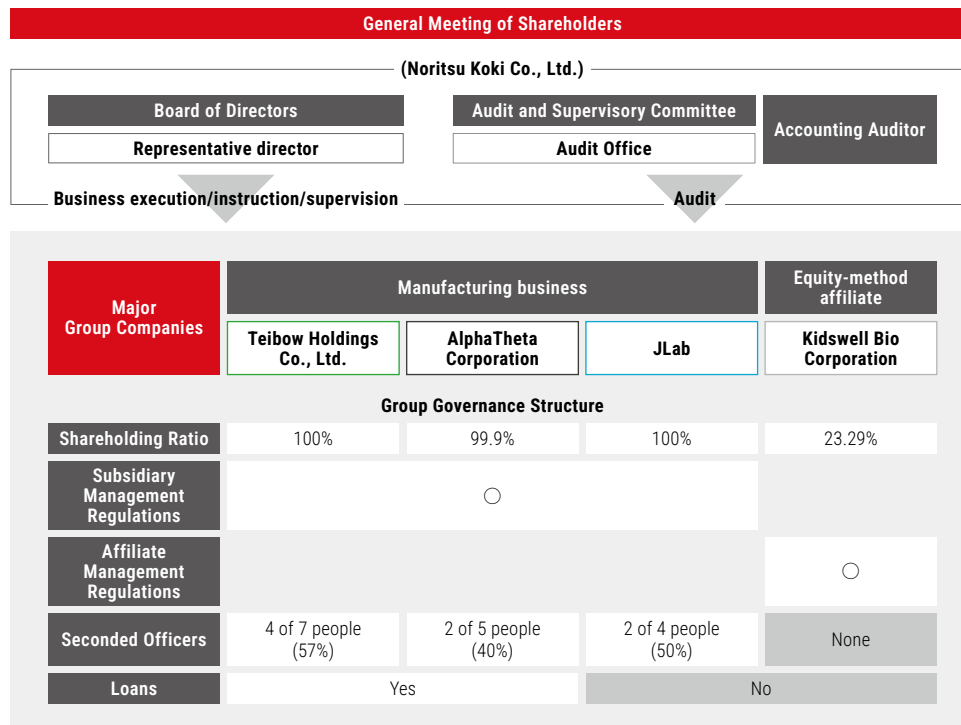 General Meeting of Shareholders
(Noritsu Koki Co., Ltd.)
Board of Directors
Representative director
Audit and Supervisory Committee
Audit Office
Accounting Auditor
Business execution/instruction/supervision
Audit
Major
Group Companies
Manufacturing business
Equity-method
affiliate
Teibow Holdings
Co., Ltd.
AlphaTheta
Corporation
JLab
Kidswell Bio
Corporation
Group Governance Structure
Shareholding Ratio
100%
99.9%
100%
23.29%
Subsidiary
Management
Regulations
○
Affiliate
Management
Regulations
○
Seconded Officers
4 of 7 people
(57%)
2 of 5 people
(40%)
2 of 4 people
(50%)
None
Loans
Yes
No